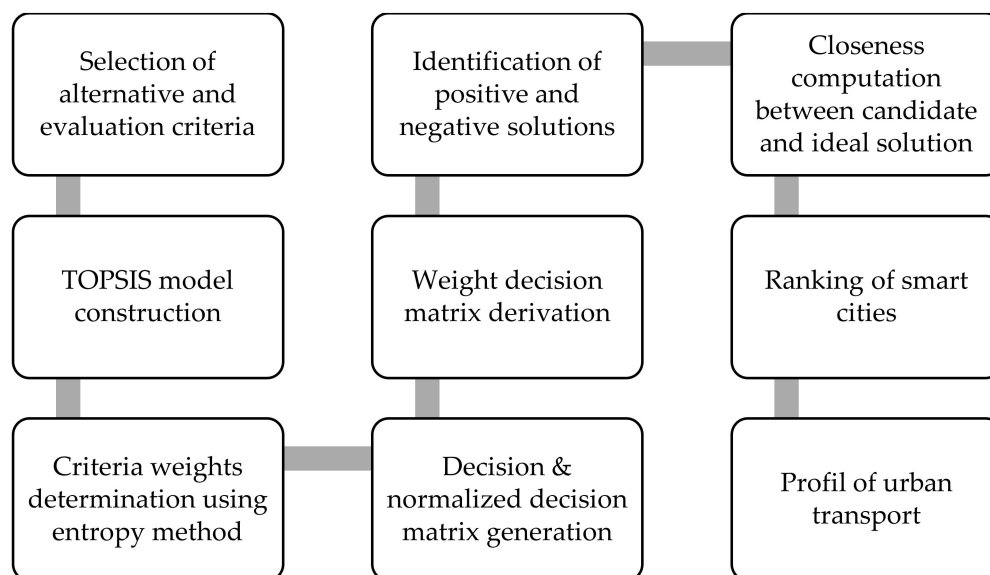 Selection of
alternative and
evaluation criteria
TOPSIS model
construction
Criteria weights
determination using
entropy method
Decision &
normalized decision
matrix generation
Weight decision
matrix derivation
Identification of
positive and
negative solutions
Closeness
computation
between candidate
and ideal solution
Ranking of smart
cities
Profil of urban
transport